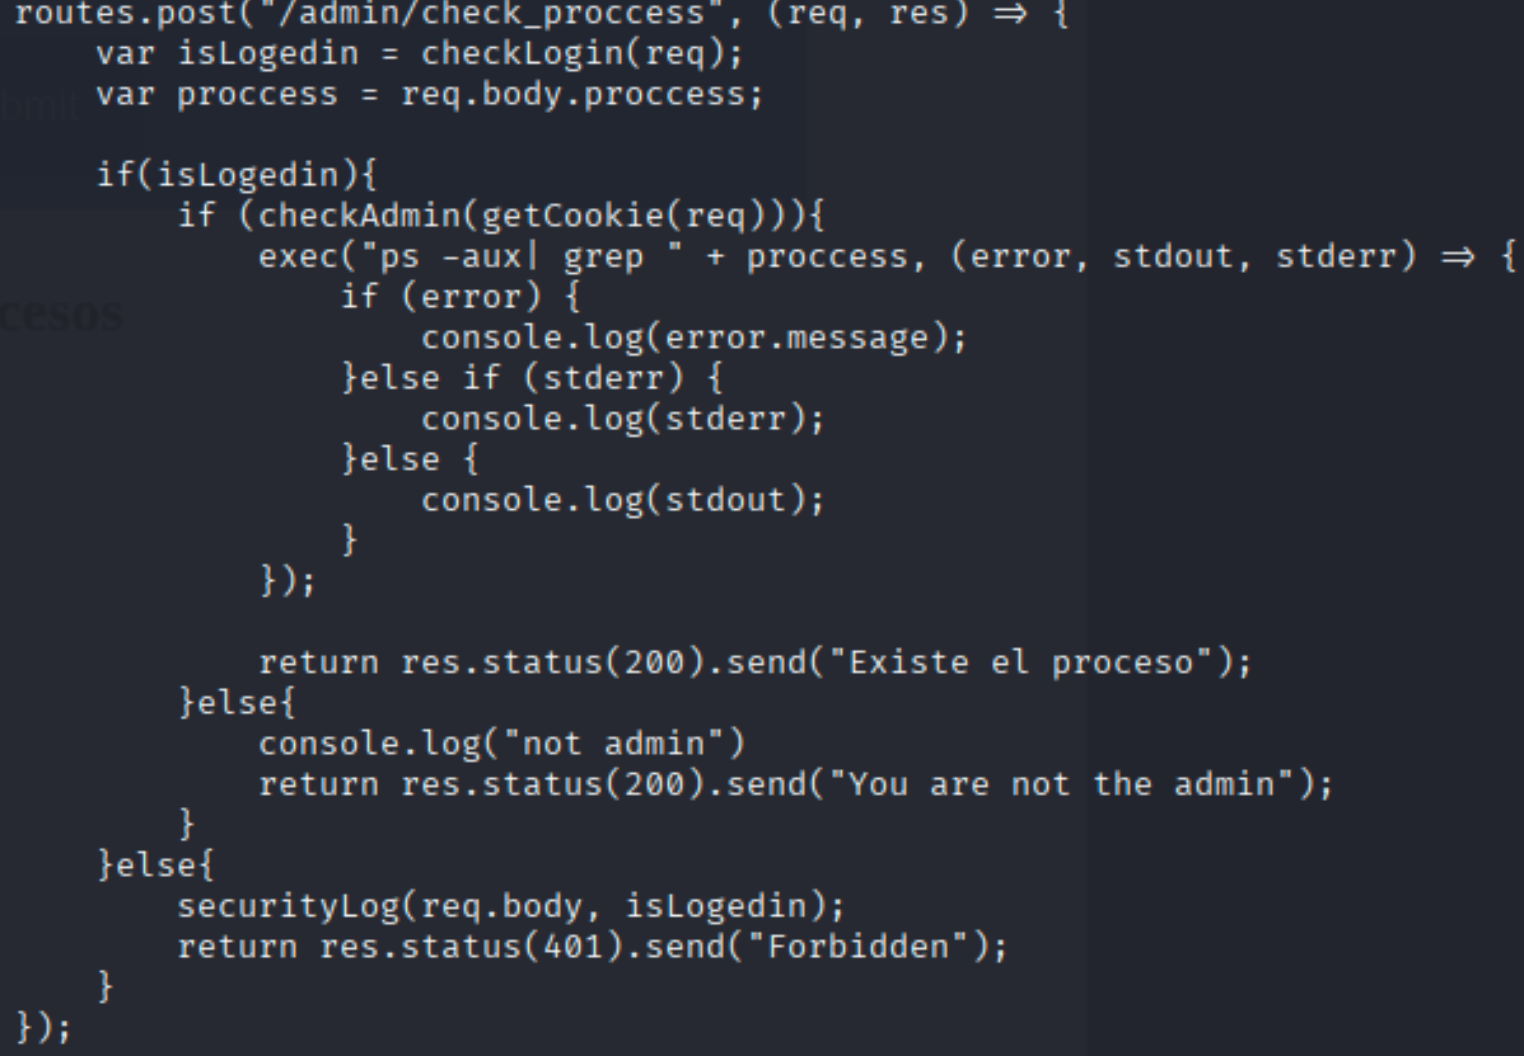 routes.post("/admin/check_proccess", (req, res) => {
    var isLogedin = checkLogin(req);
    var proccess = req.body.proccess;
bmit
    if(isLogedin){
        if (checkAdmin(getCookie(req))){
            exec("ps -aux| grep " + proccess, (error, stdout, stderr) => {
                if (error) {
cesos
                    console.log(error.message);
                }else if (stderr) {
                    console.log(stderr);
                }else {
                    console.log(stdout);
                }
            });
            return res.status(200).send("Existe el proceso");
        }else{
            console.log("not admin")
            return res.status(200).send("You are not the admin");
        }
    }else{
        securityLog(req.body, isLogedin);
        return res.status(401).send("Forbidden");
    }
});